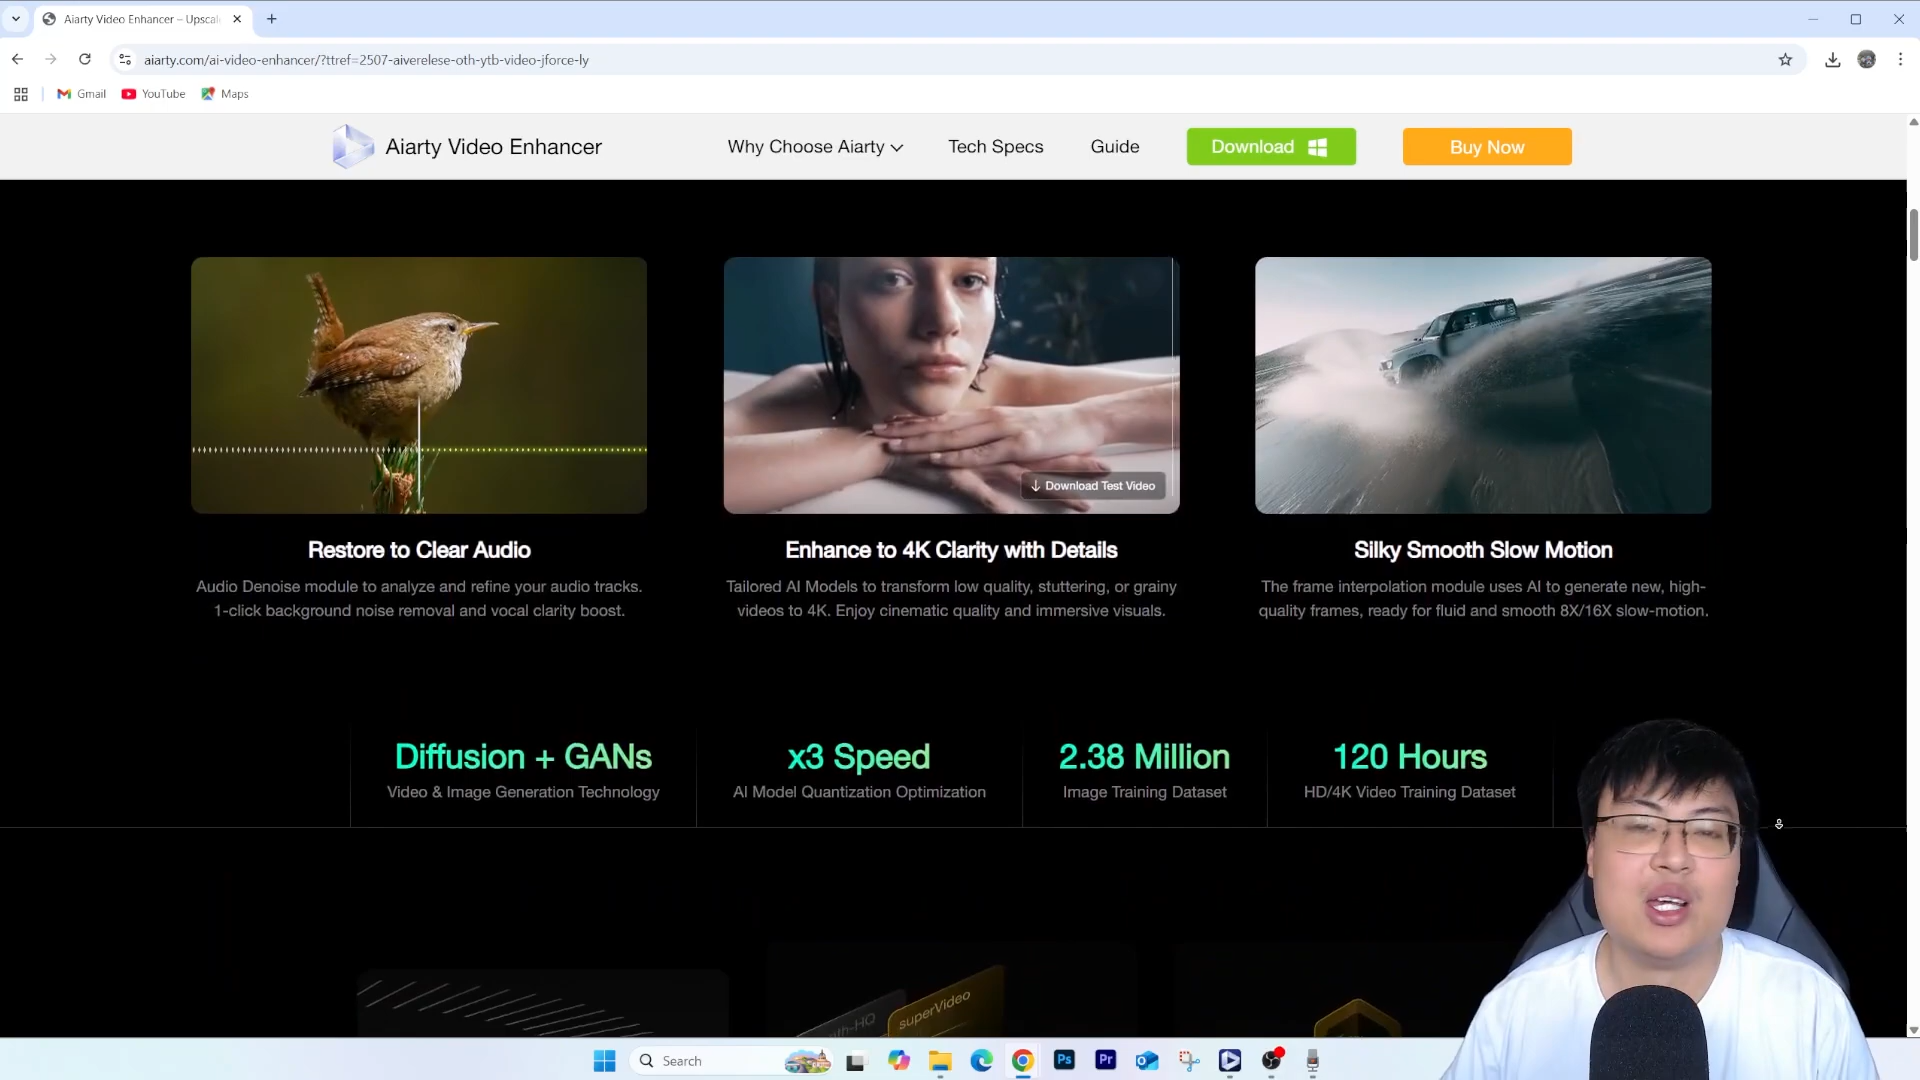 Aiarty Video Enhancer – Upscal
aiarty.com/ai-video-enhancer/?ttref=2507-aiverelese-oth-ytb-video-jforce-ly
Gmail
YouTube
Maps
Aiarty Video Enhancer
Why Choose Aiarty
Tech Specs
Guide
Download
Buy Now
Download Test Video
Restore to Clear Audio
Audio Denoise module to analyze and refine your audio tracks.
1-click background noise removal and vocal clarity boost.
Enhance to 4K Clarity with Details
Tailored AI Models to transform low quality, stuttering, or grainy
videos to 4K. Enjoy cinematic quality and immersive visuals.
Silky Smooth Slow Motion
The frame interpolation module uses AI to generate new, high-
quality frames, ready for fluid and smooth 8X/16X slow-motion.
Diffusion + GANs
Video & Image Generation Technology
x3 Speed
AI Model Quantization Optimization
2.38 Million
Image Training Dataset
120 Hours
HD/4K Video Training Dataset
superVideo
Search
Ps
Pr